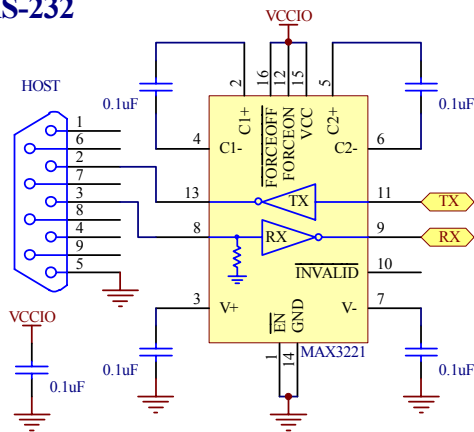 RS-232
VCCIO
HOST
0.1uF
2
16
12
15
5
0.1uF
C1+
FORCEOFF
FORCEON
VCC
C2+
4
C1-
C2-
6
1
6
2
7
3
8
4
9
5
13
TX
11
TX
8
RX
9
RX
INVALID
10
3
V+
V-
7
VCCIO
EN
GND
MAX3221
0.1uF
1
14
0.1uF
0.1uF